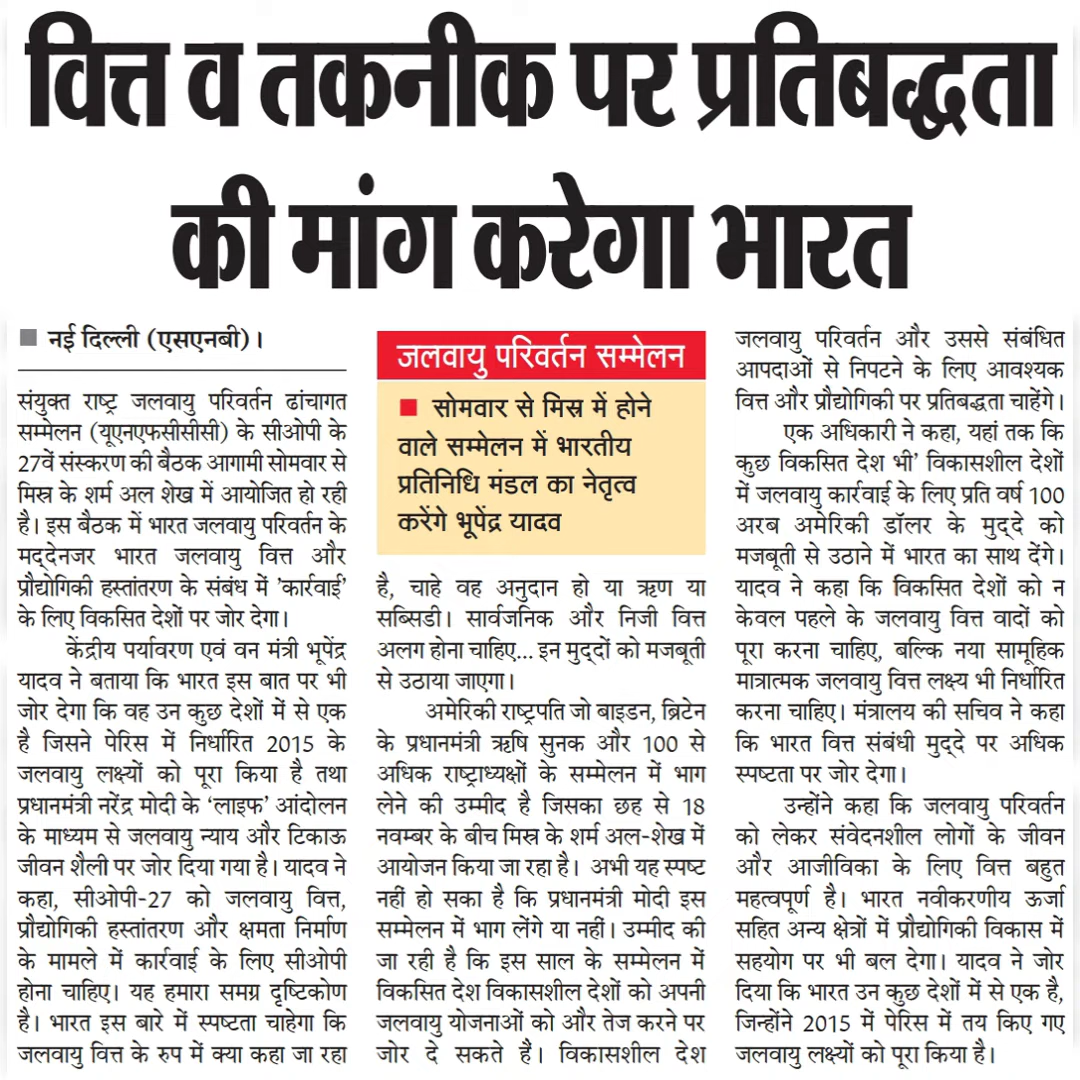 वित्त व तकनीक पर प्रतिबद्धता
की मांग करेगा भारत
■ नई दिल्ली (एसएनबी)।
संयुक्त राष्ट्र जलवायु परिवर्तन ढांचागत
सम्मेलन (यूएनएफसीसीसी) के सीओपी के
27वें संस्करण की बैठक आगामी सोमवार से
मिस्र के शर्म अल शेख में आयोजित हो रही
है। इस बैठक में भारत जलवायु परिवर्तन के
मद्देनजर भारत जलवायु वित्त और
प्रौद्योगिकी हस्तांतरण के संबंध में 'कार्रवाई'
के लिए विकसित देशों पर जोर देगा।
केंद्रीय पर्यावरण एवं वन मंत्री भूपेंद्र
यादव ने बताया कि भारत इस बात पर भी
जोर देगा कि वह उन कुछ देशों में से एक
है जिसने पेरिस में निर्धारित 2015 के
जलवायु लक्ष्यों को पूरा किया है तथा
प्रधानमंत्री नरेंद्र मोदी के 'लाइफ' आंदोलन
के माध्यम से जलवायु न्याय और टिकाऊ
जीवन शैली पर जोर दिया गया है। यादव ने
कहा, सीओपी-27 को जलवायु वित्त,
प्रौद्योगिकी हस्तांतरण और क्षमता निर्माण
के मामले में कार्रवाई के लिए सीओपी
होना चाहिए। यह हमारा समग्र दृष्टिकोण
है। भारत इस बारे में स्पष्टता चाहेगा कि
जलवायु वित्त के रुप में क्या कहा जा रहा
जलवायु परिवर्तन सम्मेलन
■ सोमवार से मिस्र में होने
वाले सम्मेलन में भारतीय
प्रतिनिधि मंडल का नेतृत्व
करेंगे भूपेंद्र यादव
है, चाहे वह अनुदान हो या ऋण या
सब्सिडी। सार्वजनिक और निजी वित्त
अलग होना चाहिए... इन मुद्दों को मजबूती
से उठाया जाएगा।
अमेरिकी राष्ट्रपति जो बाइडन, ब्रिटेन
के प्रधानमंत्री ऋषि सुनक और 100 से
अधिक राष्ट्राध्यक्षों के सम्मेलन में भाग
लेने की उम्मीद है जिसका छह से 18
नवम्बर के बीच मिस्र के शर्म अल-शेख में
आयोजन किया जा रहा है। अभी यह स्पष्ट
नहीं हो सका है कि प्रधानमंत्री मोदी इस
सम्मेलन में भाग लेंगे या नहीं। उम्मीद की
जा रही है कि इस साल के सम्मेलन में
विकसित देश विकासशील देशों को अपनी
जलवायु योजनाओं को और तेज करने पर
जोर दे सकते हैं। विकासशील देश
जलवायु परिवर्तन और उससे संबंधित
आपदाओं से निपटने के लिए आवश्यक
वित्त और प्रौद्योगिकी पर प्रतिबद्धता चाहेंगे।
एक अधिकारी ने कहा, यहां तक कि
कुछ विकसित देश भी' विकासशील देशों
में जलवायु कार्रवाई के लिए प्रति वर्ष 100
अरब अमेरिकी डॉलर के मुद्दे को
मजबूती से उठाने में भारत का साथ देंगे।
यादव ने कहा कि विकसित देशों को न
केवल पहले के जलवायु वित्त वादों को
पूरा करना चाहिए, बल्कि नया सामूहिक
मात्रात्मक जलवायु वित्त लक्ष्य भी निर्धारित
करना चाहिए। मंत्रालय की सचिव ने कहा
कि भारत वित्त संबंधी मुद्दे पर अधिक
स्पष्टता पर जोर देगा।
उन्होंने कहा कि जलवायु परिवर्तन
को लेकर संवेदनशील लोगों के जीवन
और आजीविका के लिए वित्त बहुत
महत्वपूर्ण है। भारत नवीकरणीय ऊर्जा
सहित अन्य क्षेत्रों में प्रौद्योगिकी विकास में
सहयोग पर भी बल देगा। यादव ने जोर
दिया कि भारत उन कुछ देशों में से एक है,
जिन्होंने 2015 में पेरिस में तय किए गए
जलवायु लक्ष्यों को पूरा किया है।